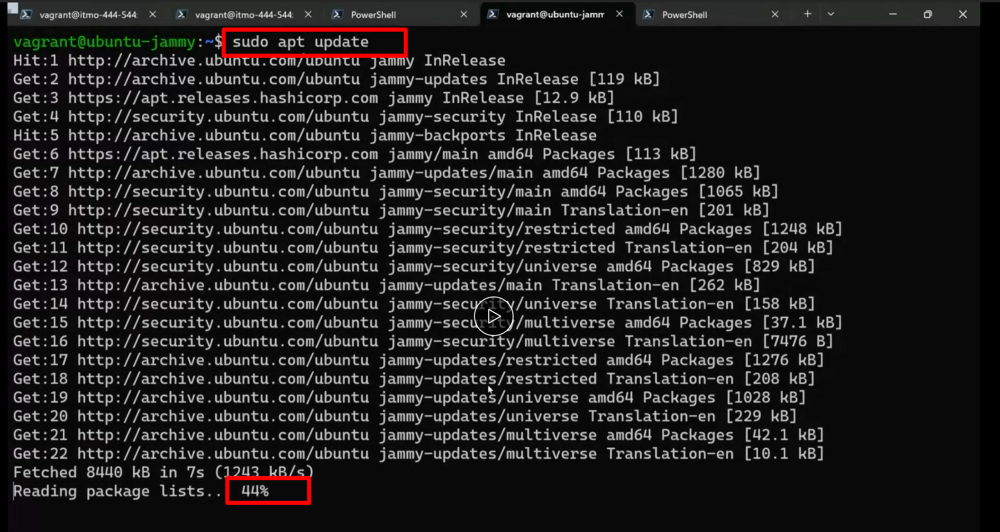 vagrant@itmo-444-544: vagrant@itmo-444-544: PowerShell vagrant@ubuntu-jamm PowerShell
vagrant@ubuntu-jammy:~$ sudo apt update
Hit:1 http://archive.ubuntu.com/ubuntu jammy InRelease
Get:2 http://archive.ubuntu.com/ubuntu jammy-updates InRelease [119 kB]
Get:3 https://apt.releases.hashicorp.com jammy InRelease [12.9 kB]
Get:4 http://security.ubuntu.com/ubuntu jammy-security InRelease [110 kB]
Hit:5 http://archive.ubuntu.com/ubuntu jammy-backports InRelease
Get:6 https://apt.releases.hashicorp.com jammy/main amd64 Packages [113 kB]
Get:7 http://archive.ubuntu.com/ubuntu jammy-updates/main amd64 Packages [1280 kB]
Get:8 http://security.ubuntu.com/ubuntu jammy-security/main amd64 Packages [1065 kB]
Get:9 http://security.ubuntu.com/ubuntu jammy-security/main Translation-en [201 kB]
Get:10 http://security.ubuntu.com/ubuntu jammy-security/restricted amd64 Packages [1248 kB]
Get:11 http://security.ubuntu.com/ubuntu jammy-security/restricted Translation-en [204 kB]
Get:12 http://security.ubuntu.com/ubuntu jammy-security/universe amd64 Packages [829 kB]
Get:13 http://archive.ubuntu.com/ubuntu jammy-updates/main Translation-en [262 kB]
Get:14 http://security.ubuntu.com/ubuntu jammy-security/universe Translation-en [158 kB]
Get:15 http://security.ubuntu.com/ubuntu jammy-security/multiverse amd64 Packages [37.1 kB]
Get:16 http://security.ubuntu.com/ubuntu jammy-security/multiverse Translation-en [7476 B]
Get:17 http://archive.ubuntu.com/ubuntu jammy-updates/restricted amd64 Packages [1276 kB]
Get:18 http://archive.ubuntu.com/ubuntu jammy-updates/restricted Translation-en [208 kB]
Get:19 http://archive.ubuntu.com/ubuntu jammy-updates/universe amd64 Packages [1028 kB]
Get:20 http://archive.ubuntu.com/ubuntu jammy-updates/universe Translation-en [229 kB]
Get:21 http://archive.ubuntu.com/ubuntu jammy-updates/multiverse amd64 Packages [42.1 kB]
Get:22 http://archive.ubuntu.com/ubuntu jammy-updates/multiverse Translation-en [10.1 kB]
Fetched 8440 kB in 7s (1243 kB/s)
Reading package lists.. 44%